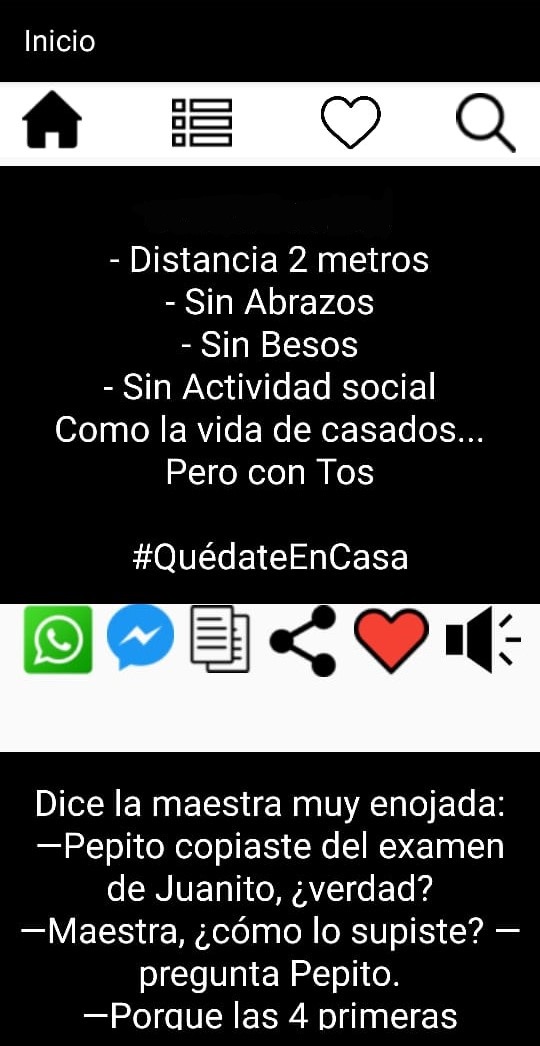 Inicio
- Distancia 2 metros
- Sin Abrazos
- Sin Besos
- Sin Actividad social
Como la vida de casados...
Pero con Tos
#QuédateEnCasa
Dice la maestra muy enojada:
—Pepito copiaste del examen
de Juanito, ¿verdad?
—Maestra, ¿cómo lo supiste? —
pregunta Pepito.
—Porque las 4 primeras